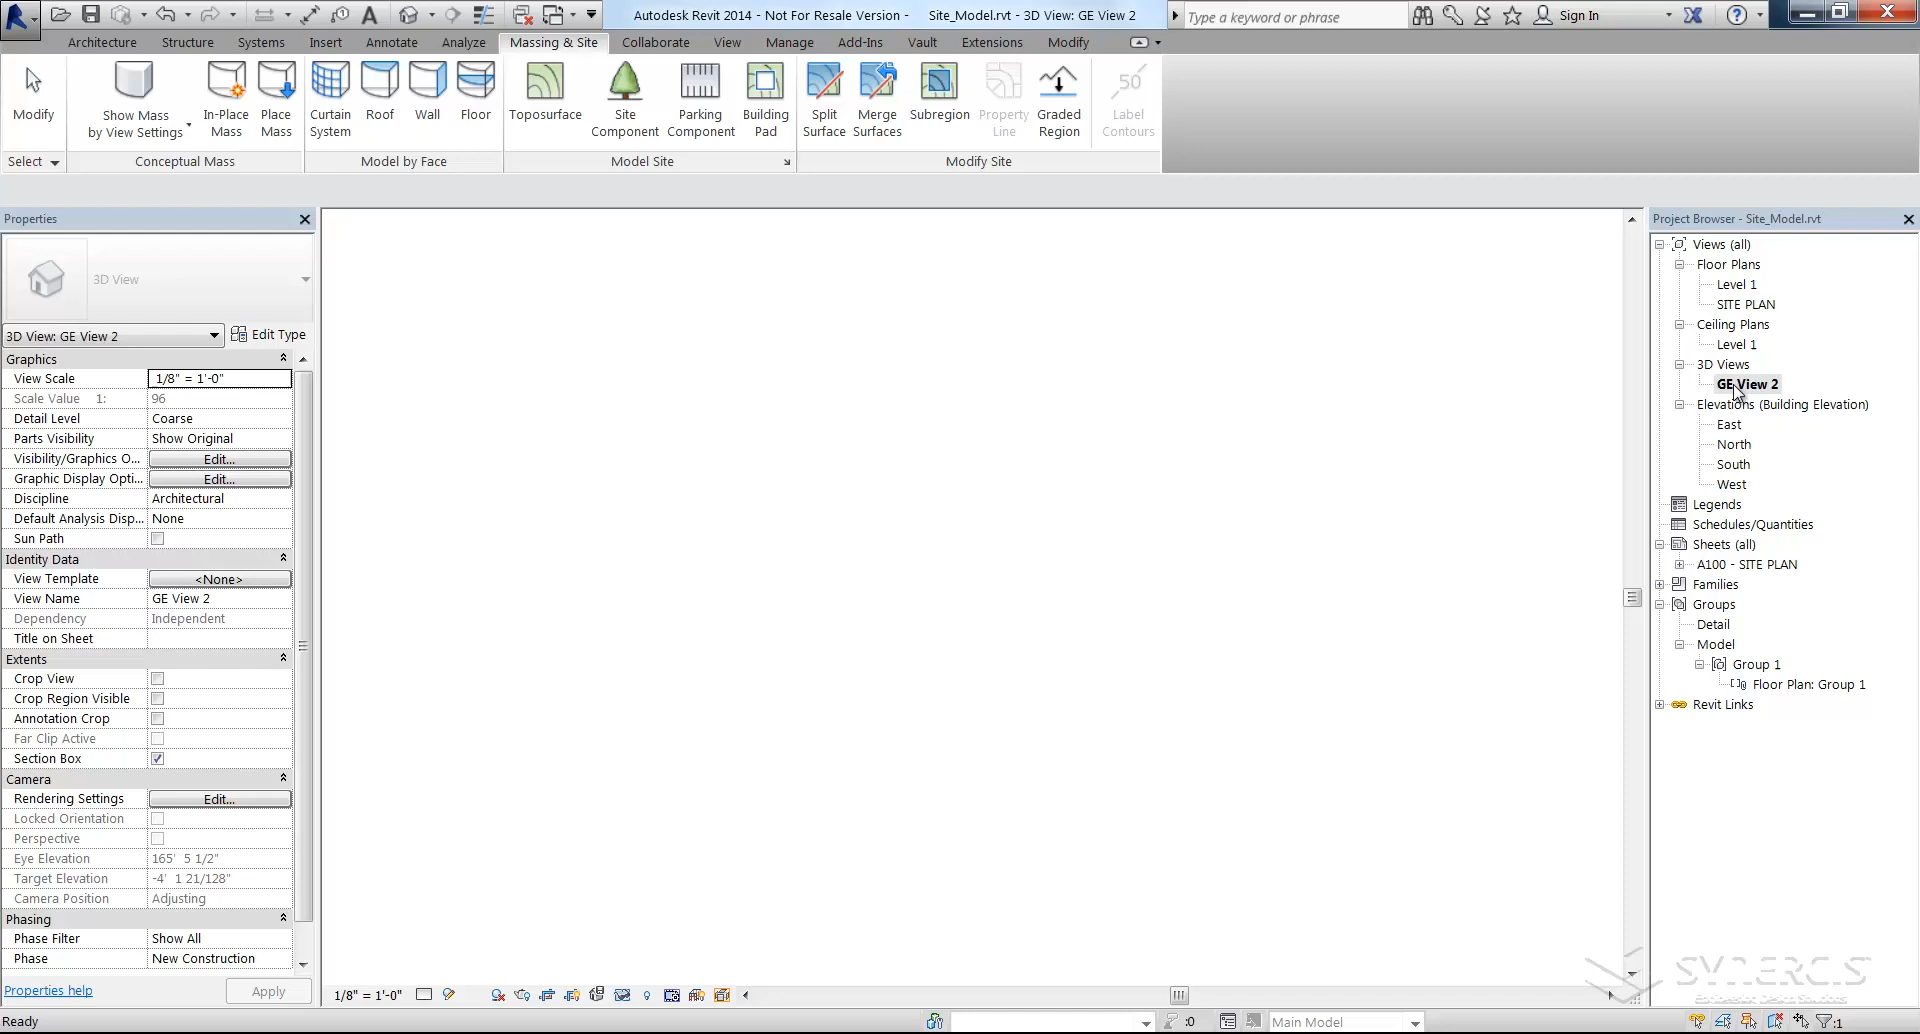 Autodesk Revit 2014 - Not For Resale Version -    Site_Model.rvt - 3D View: GE View 2
Type a keyword or phrase
Sign In
Architecture Structure Systems Insert Annotate Analyze Massing & Site Collaborate View Manage Add-Ins Vault Extensions Modify
Modify
Show Mass
by View Settings
In-Place
Mass
Place
Mass
Curtain
System
Roof
Wall
Floor
Toposurface
Site
Component
Parking
Component
Building
Pad
Split
Surface
Merge
Surfaces
Subregion
Property
Line
Graded
Region
50
Label
Contours
Select
Conceptual Mass
Model by Face
Model Site
Modify Site
Properties
3D View
3D View: GE View 2
Edit Type
Graphics
View Scale 1/8" = 1'-0"
Scale Value 1: 96
Detail Level Coarse
Parts Visibility Show Original
Visibility/Graphics O... Edit...
Graphic Display Opti... Edit...
Discipline Architectural
Default Analysis Disp... None
Sun Path
Identity Data
View Template <None>
View Name GE View 2
Dependency Independent
Title on Sheet
Extents
Crop View
Crop Region Visible
Annotation Crop
Far Clip Active
Section Box
Camera
Rendering Settings Edit...
Locked Orientation
Perspective
Eye Elevation 165' 5 1/2"
Target Elevation -4' 1 21/128"
Camera Position Adjusting
Phasing
Phase Filter Show All
Phase New Construction
Properties help
Apply
1/8" = 1'-0"
Project Browser - Site_Model.rvt
Views (all)
Floor Plans
Level 1
SITE PLAN
Ceiling Plans
Level 1
3D Views
GE View 2
Elevations (Building Elevation)
East
North
South
West
Legends
Schedules/Quantities
Sheets (all)
A100 - SITE PLAN
Families
Groups
Detail
Model
Group 1
Floor Plan: Group 1
Revit Links
SYNERGIS
Engineering Design Solutions
Ready
:0
Main Model
:1